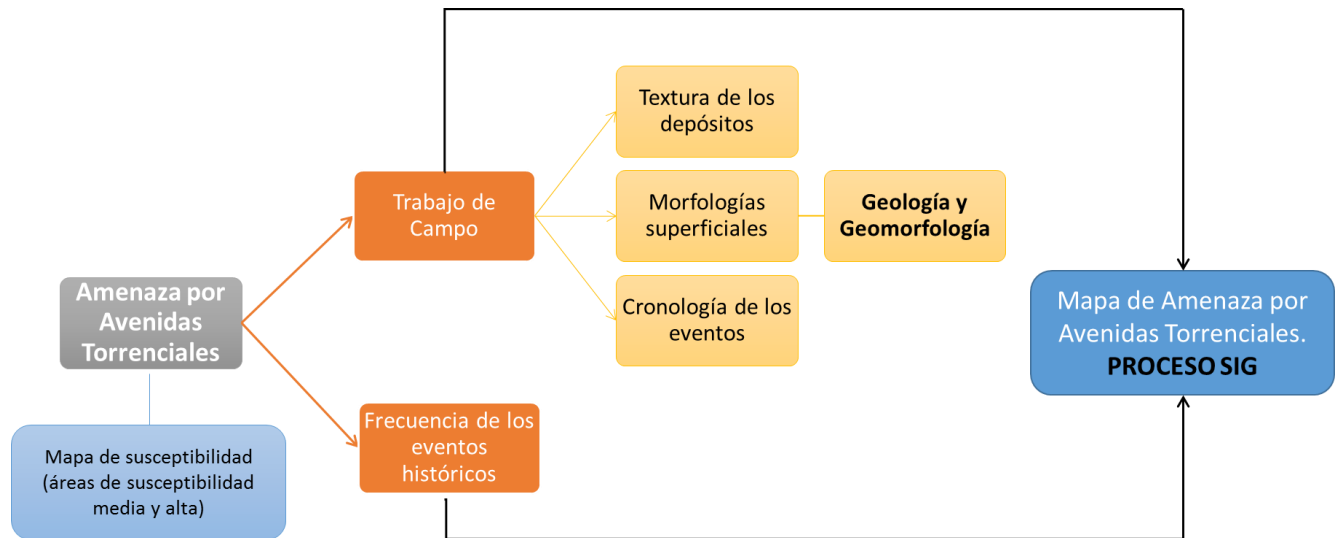 Amenaza por
Avenidas
Torrenciales
Mapa de susceptibilidad
(áreas de susceptibilidad
media y alta)
Trabajo de
Campo
Frecuencia de los
eventos
históricos
Textura de los
depósitos
Morfologías
superficiales
Cronología de los
eventos
Geología y
Geomorfología
Mapa de Amenaza por
Avenidas Torrenciales.
PROCESO SIG